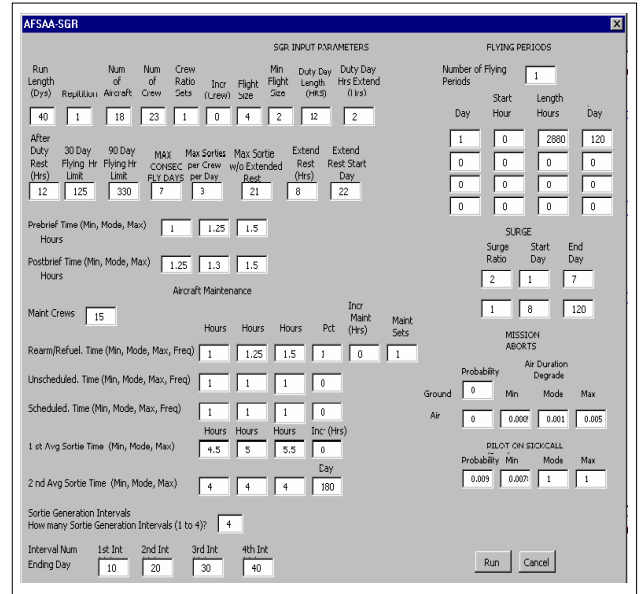 AFSAA-SGR
SGR INPUT PARAMETERS
Run Length (Dys) Repitition Num of Aircraft Num of Crew Crew Ratio Sets Incr (Crew) Flight Size Min Flight Size Duty Day Length (HRS) Duty Day Hrs Extend (Hrs)
40 1 18 23 1 0 4 2 12 2
After Duty Rest (Hrs) 30 Day Flying Hr Limit 90 Day Flying Hr Limit MAX CONSEC FLY DAYS Max Sorties per Crew per Day Max Sortie w/o Extended Rest Extend Rest (Hrs) Extend Rest Start Day
12 125 330 7 3 21 8 22
Prebrief Time (Min, Mode, Max) Hours 1 1.25 1.5
Postbrief Time (Min, Mode, Max) Hours 1.25 1.3 1.5
Aircraft Maintenance
Maint Crews 15
Hours Hours Hours Pct Incr Maint (Hrs) Maint Sets
Rearm/Refuel. Time (Min, Mode, Max, Freq) 1 1.25 1.5 1 0 1
Unscheduled. Time (Min, Mode, Max, Freq) 1 1 1 0
Scheduled. Time (Min, Mode, Max, Freq) 1 1 1 0
Hours Hours Hours Incr (Hrs)
1 st Avg Sortie Time (Min, Mode, Max) 4.5 5 5.5 0
Day
2 nd Avg Sortie Time (Min, Mode, Max) 4 4 4 180
Sortie Generation Intervals
How many Sortie Generation Intervals (1 to 4)? 4
Interval Num 1st Int 2nd Int 3rd Int 4th Int
Ending Day 10 20 30 40
FLYING PERIODS
Number of Flying Periods 1
Day Start Hour Length Hours Day
1 0 2880 120
0 0 0 0
0 0 0 0
0 0 0 0
SURGE
Surge Ratio Start Day End Day
2 1 7
1 8 120
MISSION ABORTS
Probability Air Duration Degrade
Ground 0 Min Mode Max
Air 0 0.001 0.005
PILOT ON SICKCALL
Probability Min Mode Max
0.009 1 1
Run Cancel